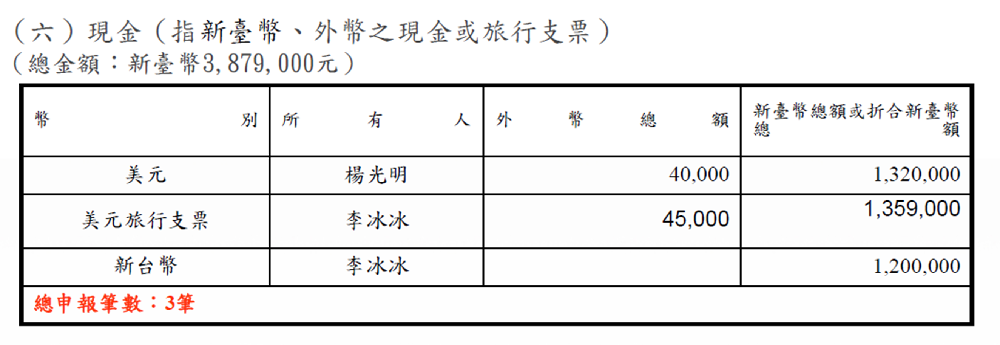 （六）現金（指新臺幣、外幣之現金或旅行支票）
（總金額：新臺幣3,879,000元）
幣別 所有人 外幣總額 新臺幣總額或折合新臺幣
總額
美元 楊光明 40,000 1,320,000
美元旅行支票 李冰冰 45,000 1,359,000
新台幣 李冰冰 1,200,000
總申報筆數：3筆